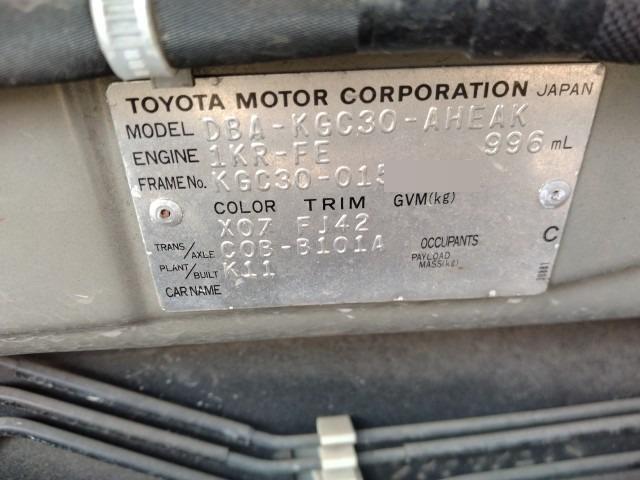 TOYOTA MOTOR CORPORATION JAPAN
MODEL DBA-KGC30-AHEAK
ENGINE 1KR-FE 996 mL
FRAME No. KGC30-015
COLOR TRIM GVM(kg)
X07 FJ42
TRANS/AXLE C0B-B101A OCCUPANTS C
PLANT/BUILT K11 PAYLOAD MASS(kg)
CAR NAME